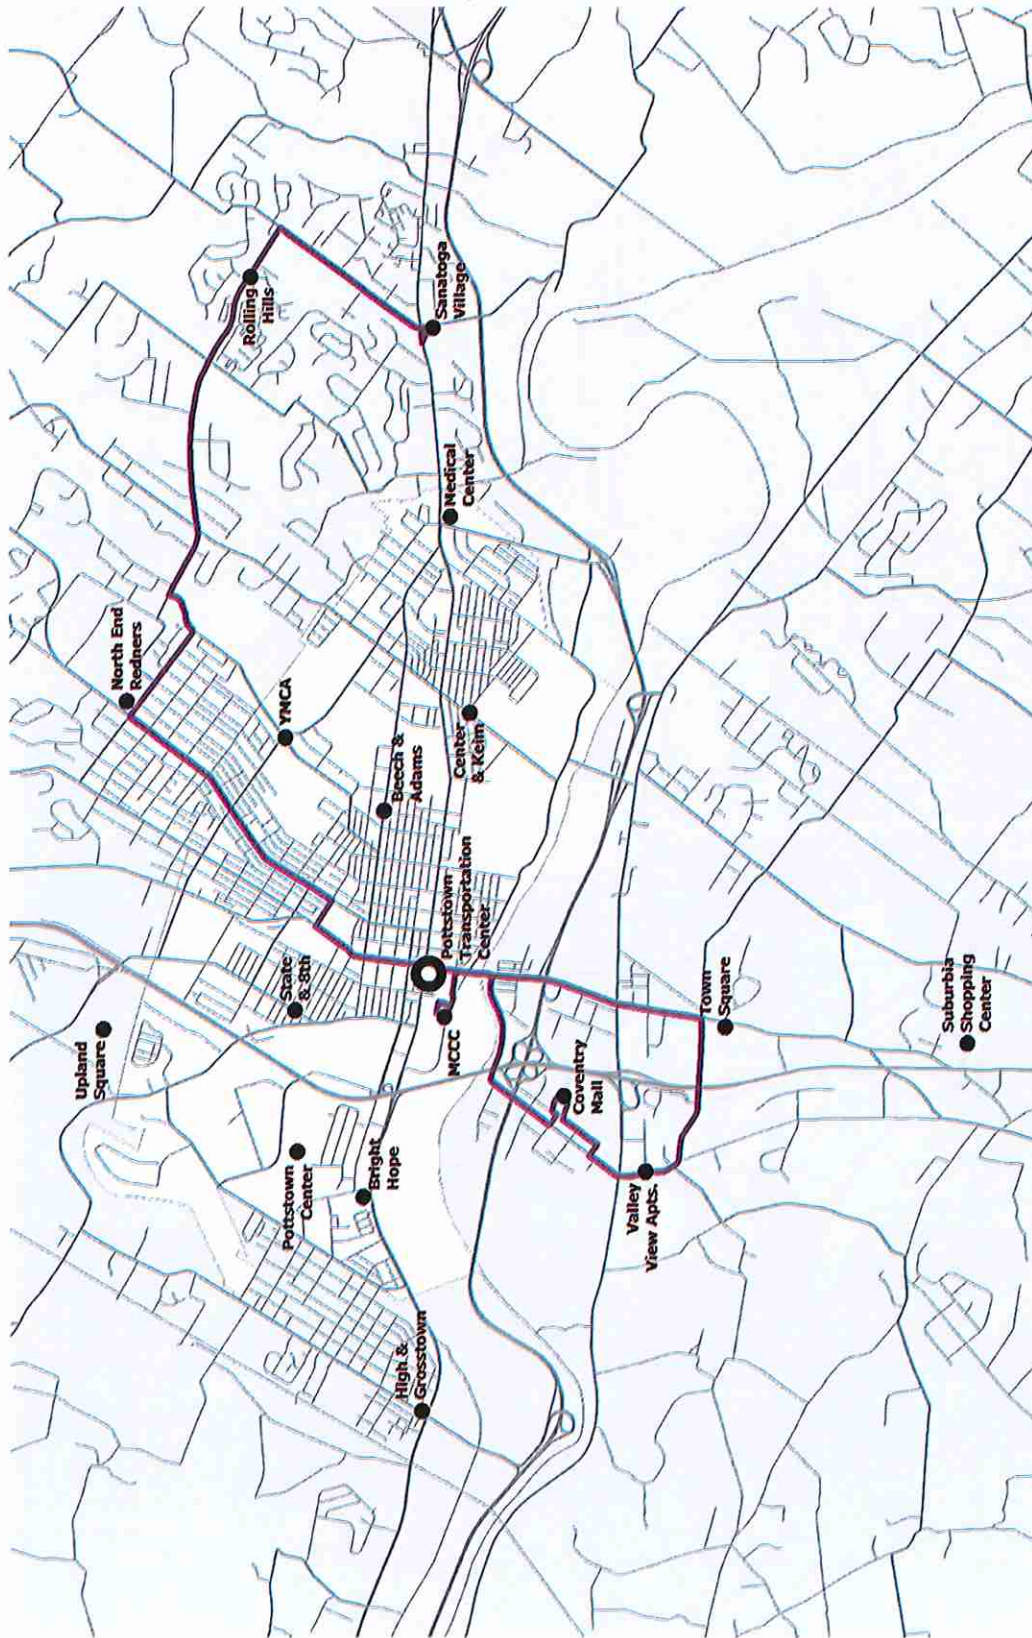 Upland
Square
North End
Redners
Rolling
Hills
YMCA
State
& 8th
Pottstown
Center
Bright
Hope
Beech &
Adams
High &
Grosstown
Sanatoga
Village
Pottstown
Transportation
Center
MCCC
Medical
Center
Center
& Keim
Coventry
Mall
Valley
View Apts.
Town
Square
Suburbia
Shopping
Center